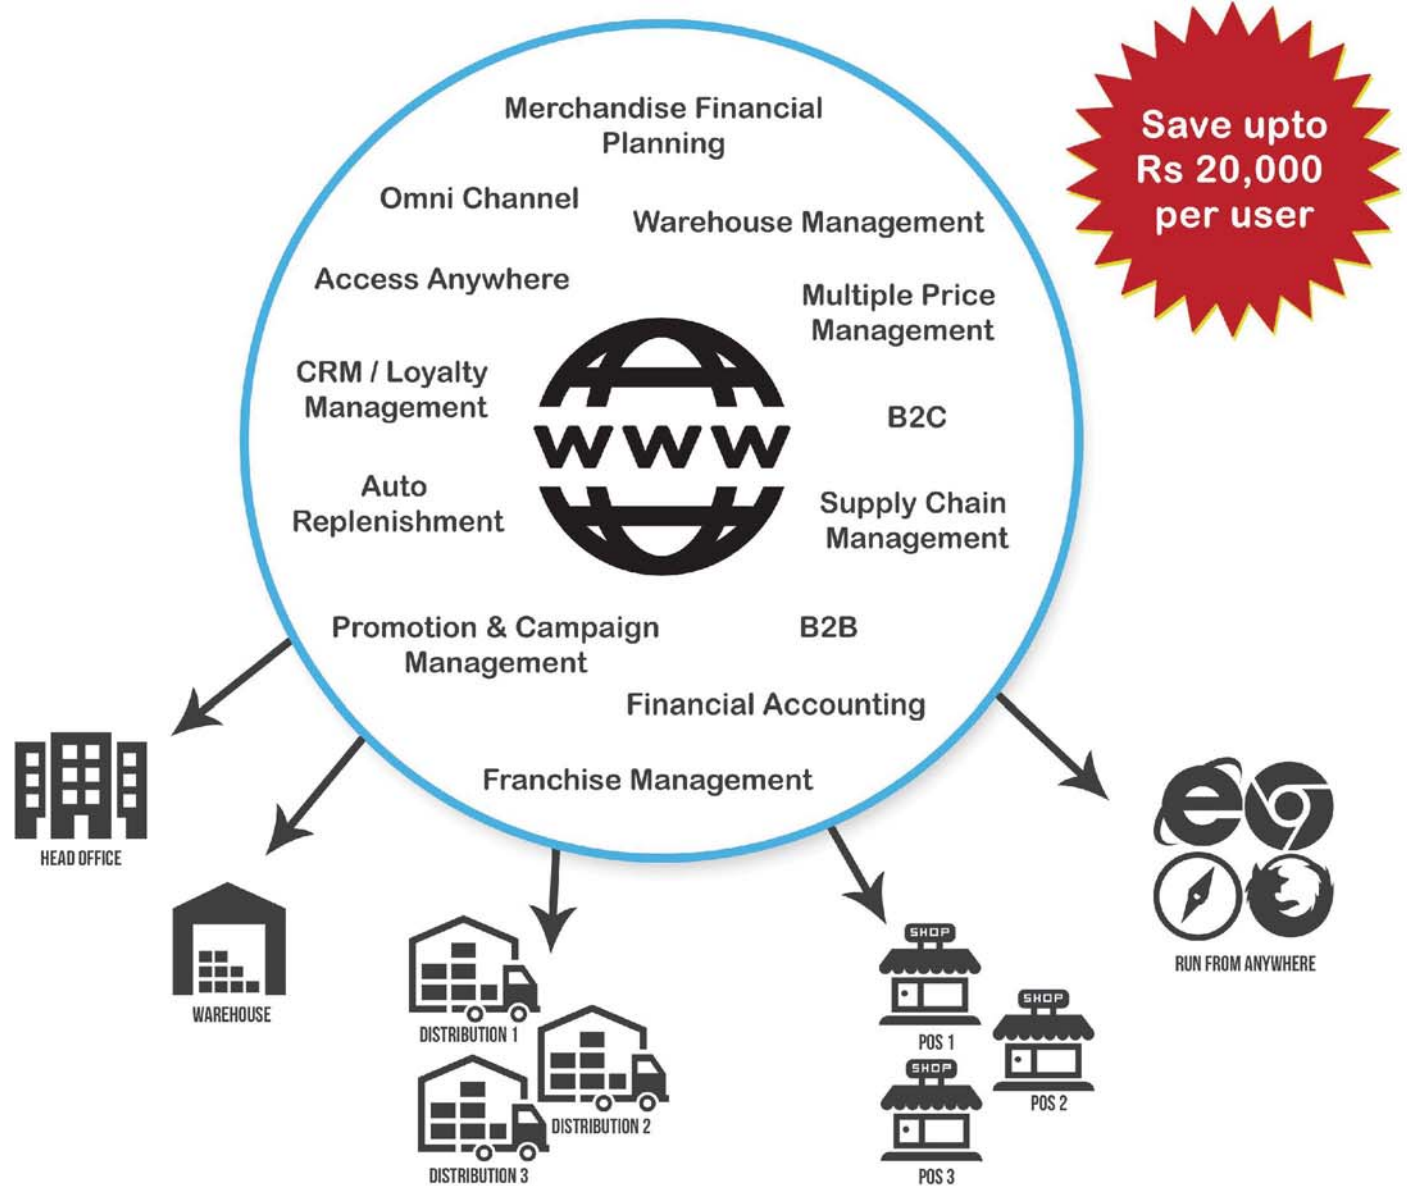 Merchandise Financial
Planning
Omni Channel
Warehouse Management
Access Anywhere
Multiple Price
Management
CRM / Loyalty
Management
B2C
www
Auto
Replenishment
Supply Chain
Management
Promotion & Campaign
Management
B2B
Financial Accounting
Franchise Management
Save upto
Rs 20,000
per user
HEAD OFFICE
WAREHOUSE
DISTRIBUTION 1
DISTRIBUTION 2
DISTRIBUTION 3
SHOP
POS 1
SHOP
POS 2
SHOP
POS 3
RUN FROM ANYWHERE